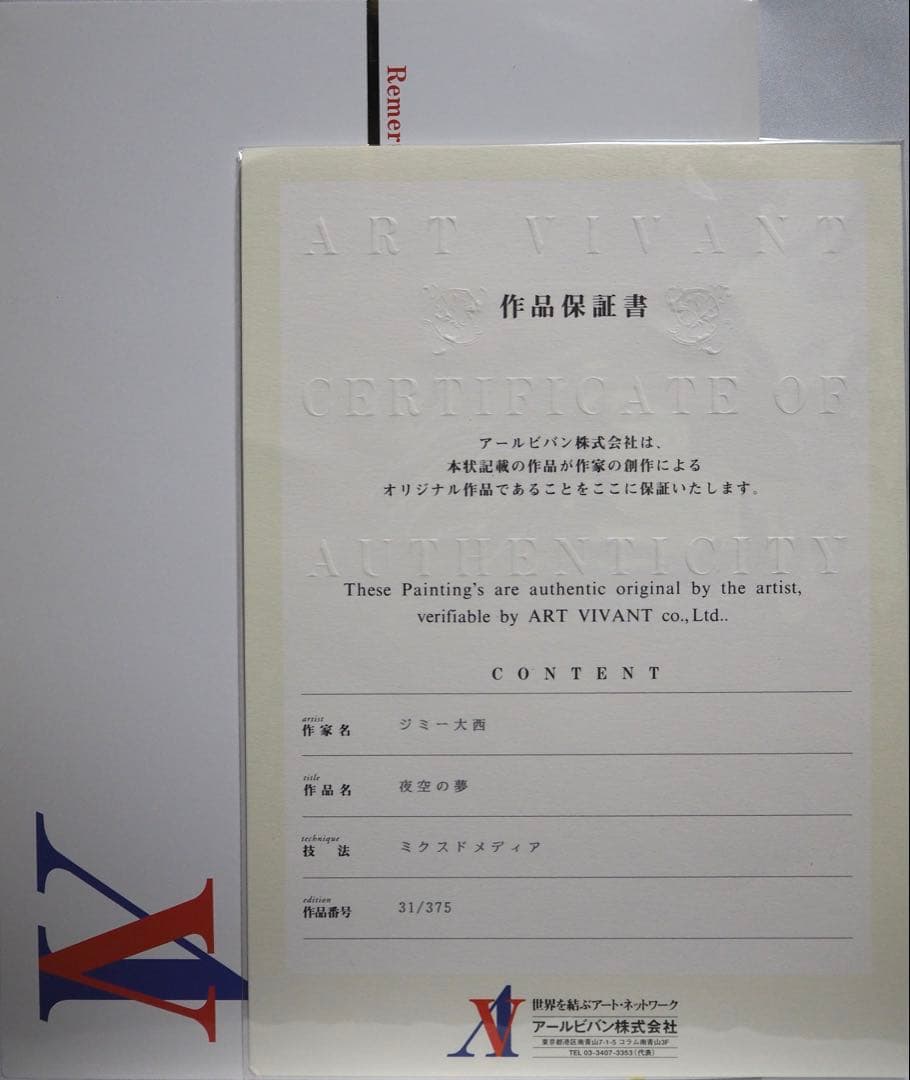 Remer
ART VIVANT
作品保証書
CERTIFICATE OF
アールビバン株式会社は、
本状記載の作品が作家の創作による
オリジナル作品であることをここに保証いたします。
AUTHENTICITY
These Painting's are authentic original by the artist,
verifiable by ART VIVANT co., Ltd..
CONTENT
artist
作家名 ジミー大西
title
作品名 夜空の夢
technique
技 法 ミクスドメディア
edition
作品番号 31/375
世界を結ぶアート・ネットワーク
アールビバン株式会社
東京都港区南青山7-1-5 コラム南青山3F
TEL 03-3407-3353(代表)